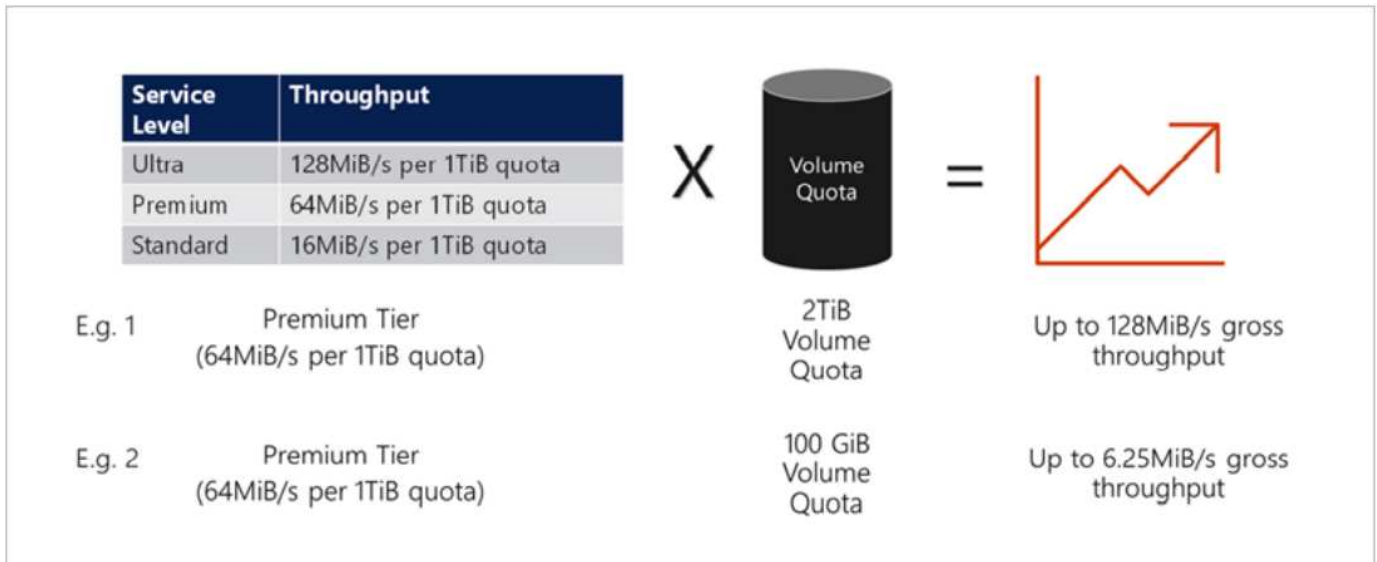 Service Level
Throughput
Ultra
128MiB/s per 1TiB quota
Premium
64MiB/s per 1TiB quota
Standard
16MiB/s per 1TiB quota
X
Volume
Quota
=
E.g. 1
Premium Tier
(64MiB/s per 1TiB quota)
2TiB
Volume
Quota
Up to 128MiB/s gross
throughput
E.g. 2
Premium Tier
(64MiB/s per 1TiB quota)
100 GiB
Volume
Quota
Up to 6.25MiB/s gross
throughput